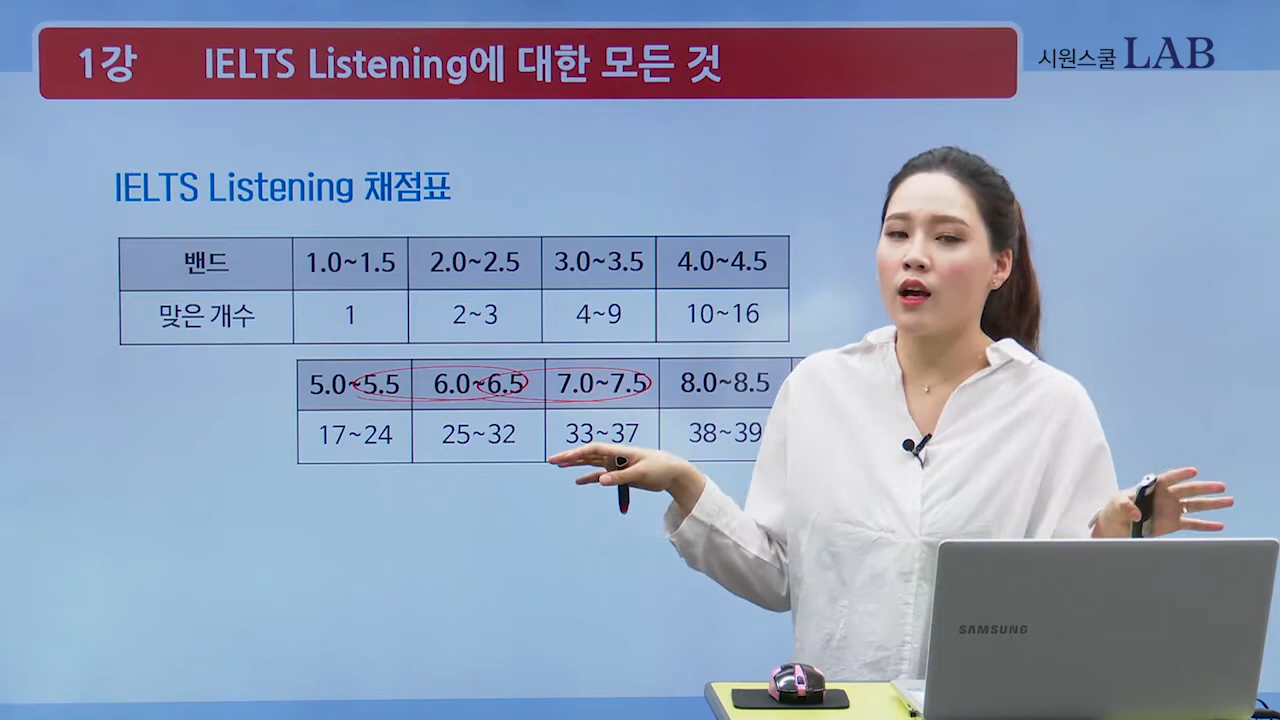 1강 IELTS Listening에 대한 모든 것
시원스쿨 LAB
IELTS Listening 채점표
밴드 1.0~1.5 2.0~2.5 3.0~3.5 4.0~4.5
맞은 개수 1 2~3 4~9 10~16
5.0~5.5 6.0~6.5 7.0~7.5 8.0~8.5
17~24 25~32 33~37 38~39
SAMSUNG